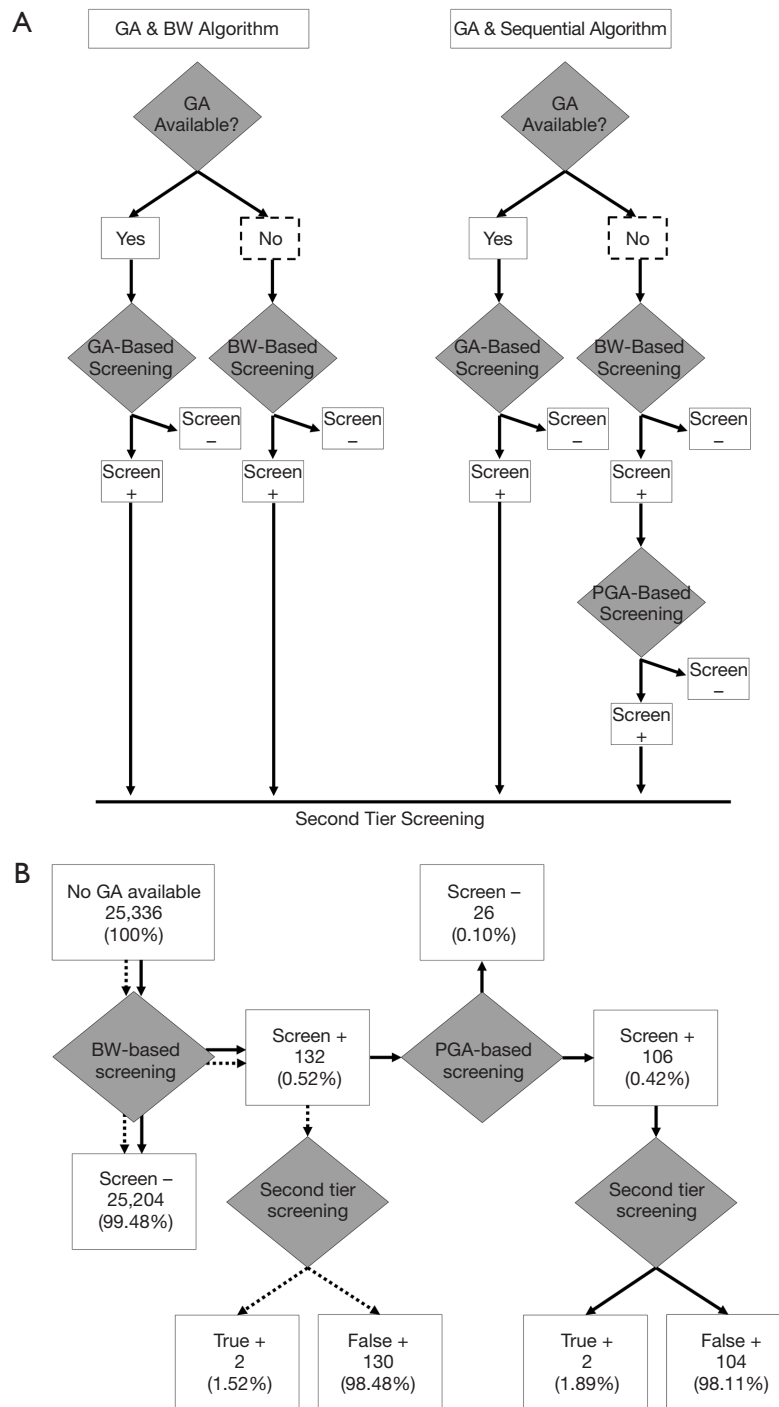 A
GA & BW Algorithm
GA & Sequential Algorithm
GA
Available?
GA
Available?
Yes
No
Yes
No
GA-Based
Screening
BW-Based
Screening
GA-Based
Screening
BW-Based
Screening
Screen
–
Screen
–
Screen
–
Screen
–
Screen
+
Screen
+
Screen
+
Screen
+
PGA-Based
Screening
Screen
–
Screen
+
Second Tier Screening
B
No GA available
25,336
(100%)
Screen –
26
(0.10%)
BW-based
screening
Screen +
132
(0.52%)
PGA-based
screening
Screen +
106
(0.42%)
Screen –
25,204
(99.48%)
Second tier
screening
Second tier
screening
True +
2
(1.52%)
False +
130
(98.48%)
True +
2
(1.89%)
False +
104
(98.11%)